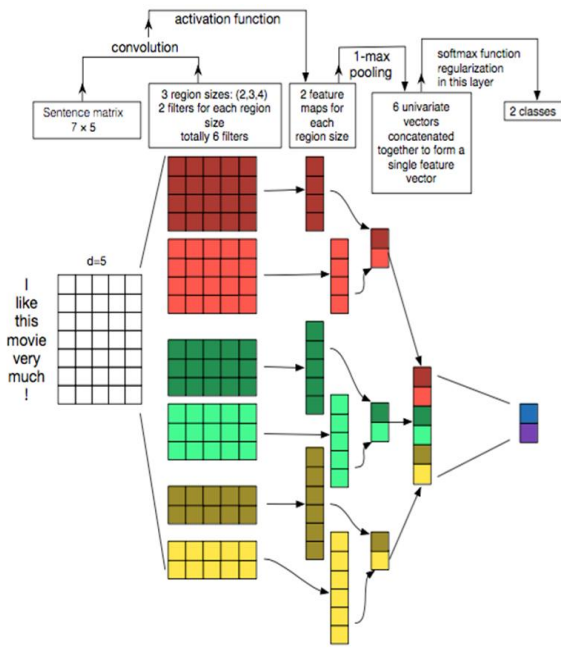 activation function
convolution
1-max
pooling
softmax function
regularization
in this layer
Sentence matrix
7 × 5
3 region sizes: (2,3,4)
2 filters for each region
size
totally 6 filters
2 feature
maps for
each
region size
6 univariate
vectors
concatenated
together to form a
single feature
vector
2 classes
d=5
I
like
this
movie
very
much
!